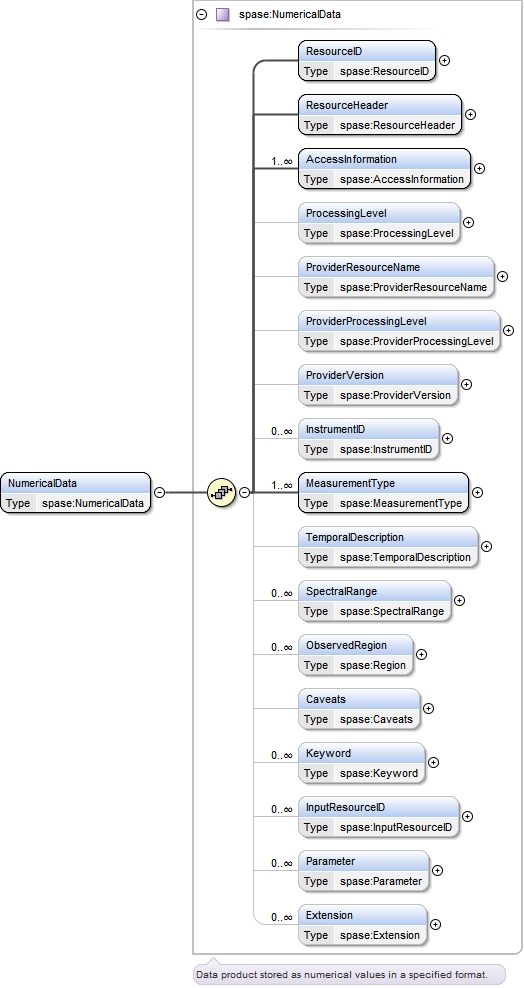 spase:NumericalData
ResourceID
Type spase:ResourceID
ResourceHeader
Type spase:ResourceHeader
1..∞
AccessInformation
Type spase:AccessInformation
ProcessingLevel
Type spase:ProcessingLevel
ProviderResourceName
Type spase:ProviderResourceName
ProviderProcessingLevel
Type spase:ProviderProcessingLevel
ProviderVersion
Type spase:ProviderVersion
0..∞
InstrumentID
Type spase:InstrumentID
NumericalData
Type spase:NumericalData
1..∞
MeasurementType
Type spase:MeasurementType
TemporalDescription
Type spase:TemporalDescription
0..∞
SpectralRange
Type spase:SpectralRange
0..∞
ObservedRegion
Type spase:Region
Caveats
Type spase:Caveats
0..∞
Keyword
Type spase:Keyword
0..∞
InputResourceID
Type spase:InputResourceID
0..∞
Parameter
Type spase:Parameter
0..∞
Extension
Type spase:Extension
Data product stored as numerical values in a specified format.